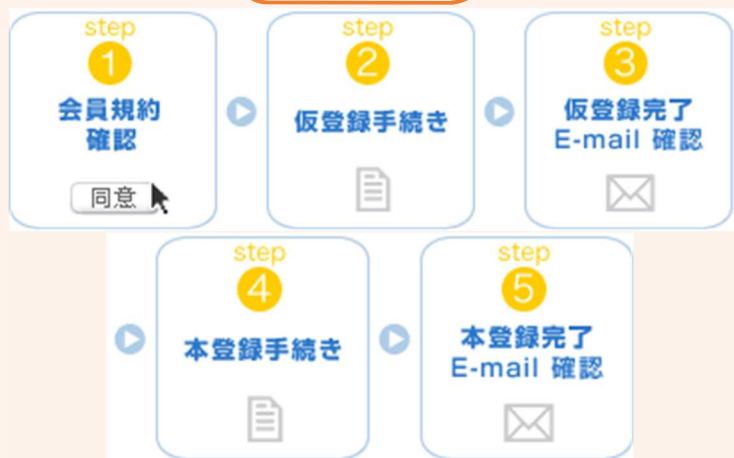 step
1
会員規約
確認
同意
step
2
仮登録手続き
step
3
仮登録完了
E-mail 確認
step
4
本登録手続き
step
5
本登録完了
E-mail 確認